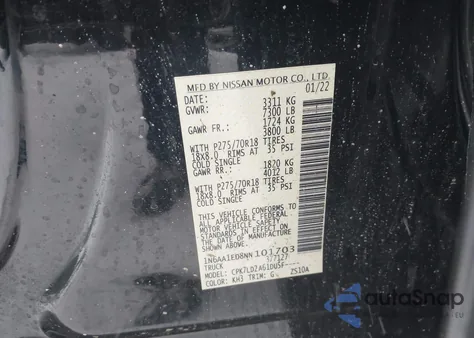 MFD BY NISSAN MOTOR CO., LTD.
DATE: 01/22
GVWR: 3311 KG
7300 LB
GAWR FR.: 1724 KG
3800 LB
WITH P275/70R18 TIRES
18X8.0 RIMS AT 35 PSI
COLD SINGLE
GAWR RR.: 1820 KG
4012 LB
WITH P275/70R18 TIRES
18X8.0 RIMS AT 35 PSI
COLD SINGLE
THIS VEHICLE CONFORMS TO
ALL APPLICABLE FEDERAL
MOTOR VEHICLE SAFETY
STANDARDS IN EFFECT ON
THE DATE OF MANUFACTURE
SHOWN ABOVE.
1N6AA1ED8NN101703
TRUCK 577127
MODEL:
COLOR: KH3 TRIM: G ZS10A
autoSnap